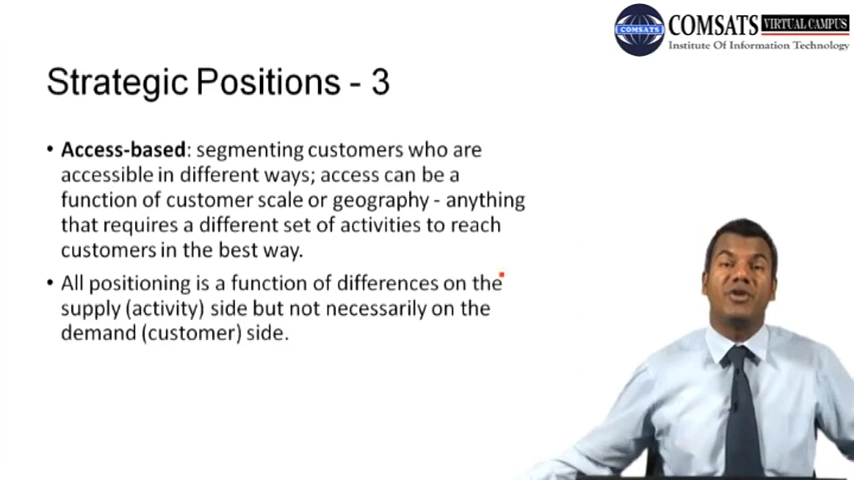 COMSATS
COMSATS VIRTUAL CAMPUS
Institute Of Information Technology
Strategic Positions - 3
• Access-based: segmenting customers who are
accessible in different ways; access can be a
function of customer scale or geography - anything
that requires a different set of activities to reach
customers in the best way.
• All positioning is a function of differences on the
supply (activity) side but not necessarily on the
demand (customer) side.